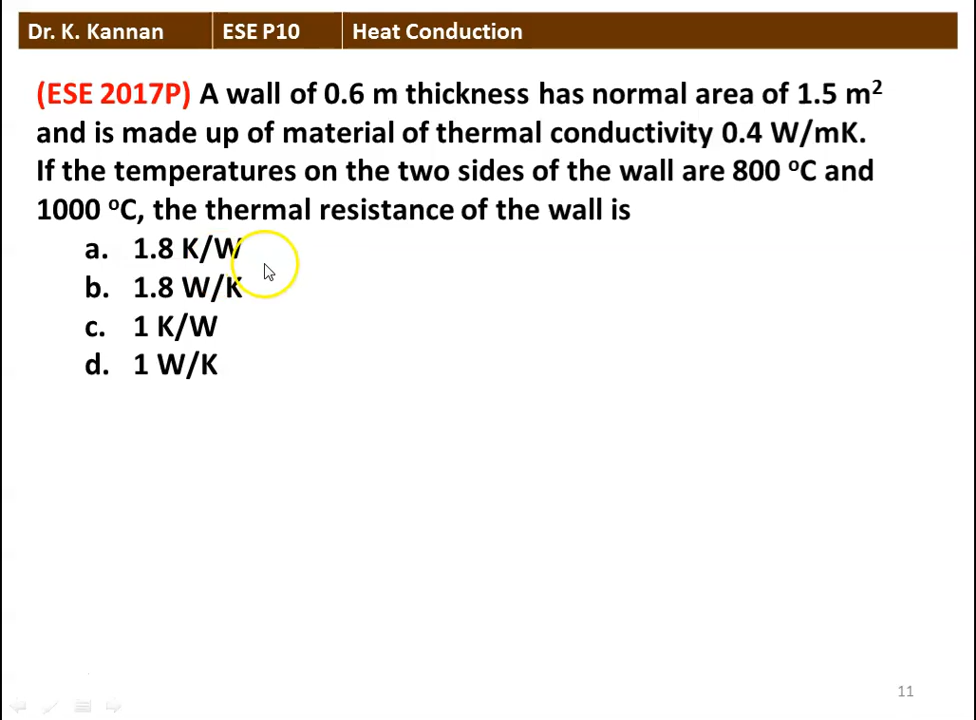 Dr. K. Kannan ESE P10 Heat Conduction
(ESE 2017P) A wall of 0.6 m thickness has normal area of 1.5 m²
and is made up of material of thermal conductivity 0.4 W/mK.
If the temperatures on the two sides of the wall are 800 ᵒC and
1000 ᵒC, the thermal resistance of the wall is
a. 1.8 K/W
b. 1.8 W/K
c. 1 K/W
d. 1 W/K
11